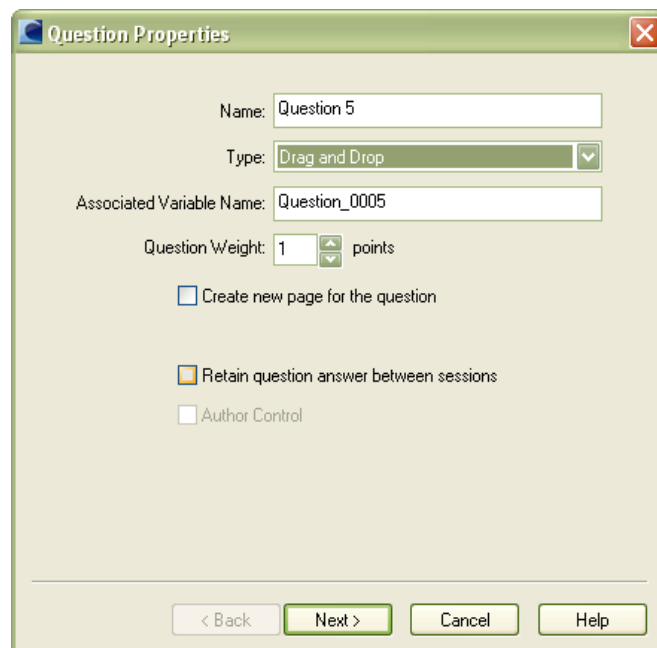 Question Properties
Name: Question 5
Type: Drag and Drop
Associated Variable Name: Question_0005
Question Weight: 1 points
Create new page for the question
Retain question answer between sessions
Author Control
< Back Next > Cancel Help